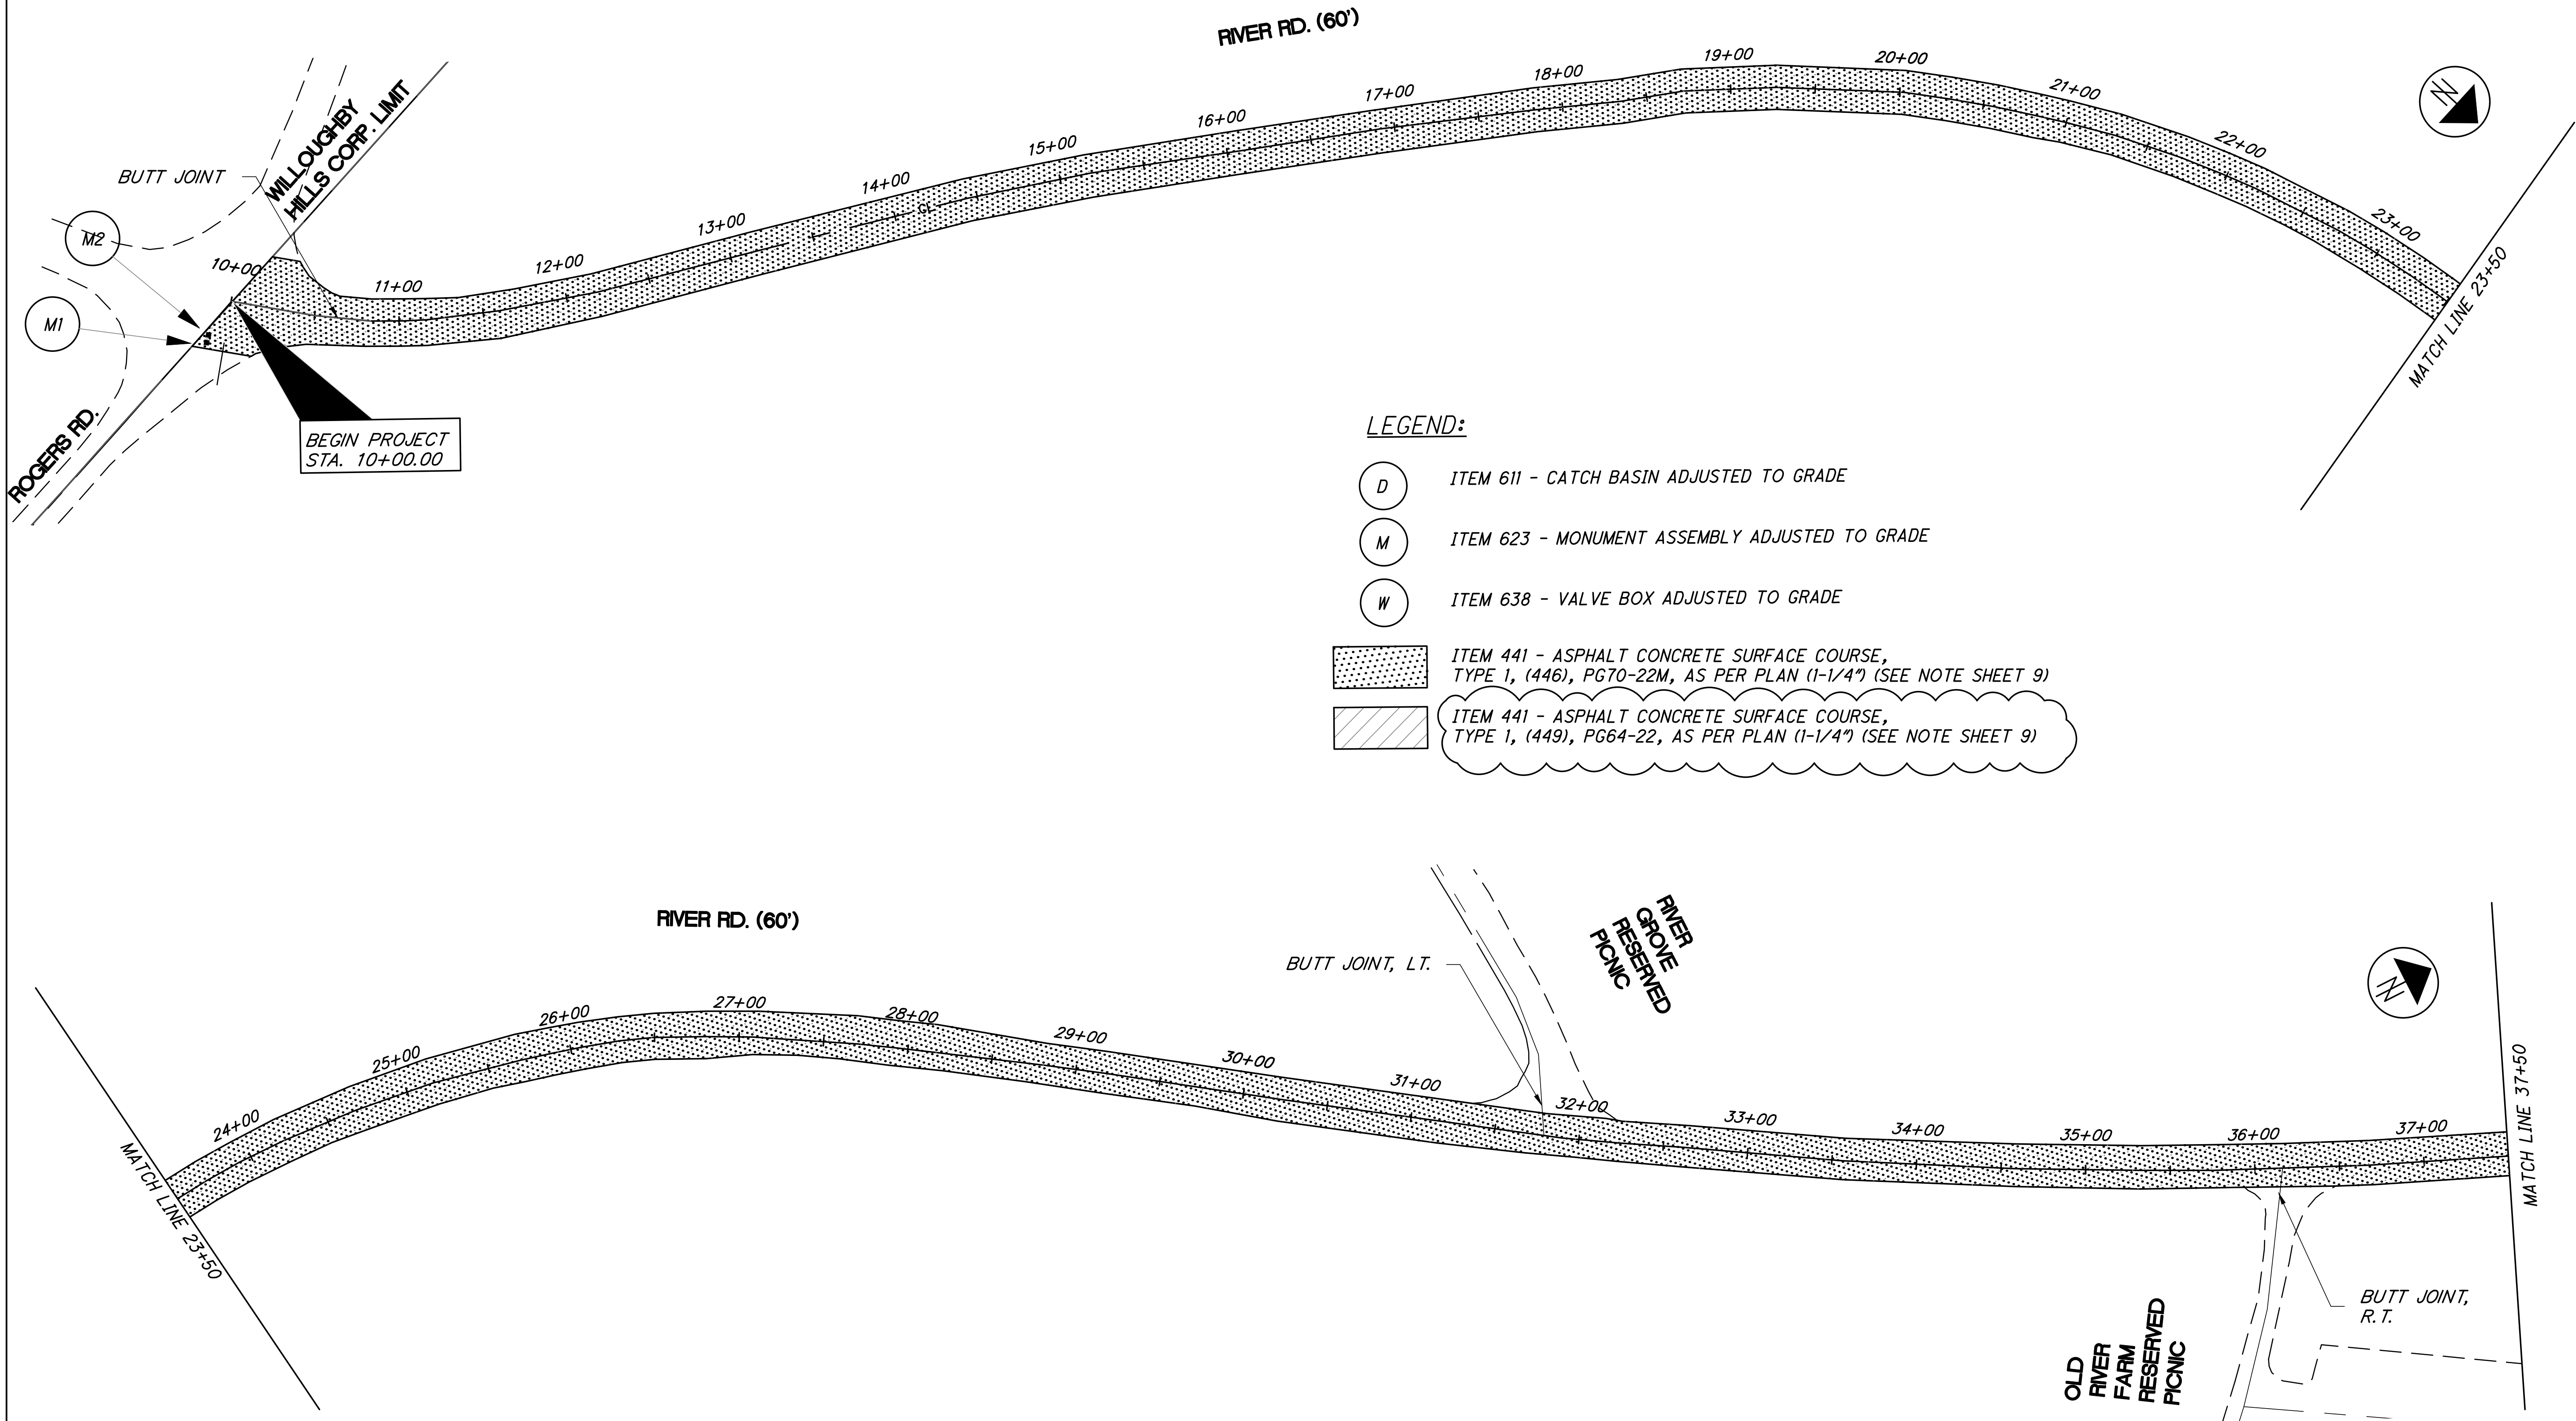 RIVER RD. (60')
19+00
20+00
18+00
21+00
17+00
16+00
22+00
15+00
14+00
23+00
13+00
12+00
11+00
10+00
N
WILLOUGHBY
HILLS CORP. LIMIT
BUTT JOINT
M2
M1
CL
MATCH LINE 23+50
ROGERS RD.
BEGIN PROJECT
STA. 10+00.00
LEGEND:
D
ITEM 611 - CATCH BASIN ADJUSTED TO GRADE
M
ITEM 623 - MONUMENT ASSEMBLY ADJUSTED TO GRADE
W
ITEM 638 - VALVE BOX ADJUSTED TO GRADE
ITEM 441 - ASPHALT CONCRETE SURFACE COURSE,
TYPE 1, (446), PG70-22M, AS PER PLAN (1-1/4") (SEE NOTE SHEET 9)
ITEM 441 - ASPHALT CONCRETE SURFACE COURSE,
TYPE 1, (449), PG64-22, AS PER PLAN (1-1/4") (SEE NOTE SHEET 9)
RIVER RD. (60')
RIVER
GROVE
RESERVED
PICNIC
BUTT JOINT, LT.
N
24+00
25+00
26+00
27+00
28+00
29+00
30+00
31+00
32+00
33+00
34+00
35+00
36+00
37+00
MATCH LINE 23+50
MATCH LINE 37+50
BUTT JOINT,
R.T.
OLD
RIVER
FARM
RESERVED
PICNIC